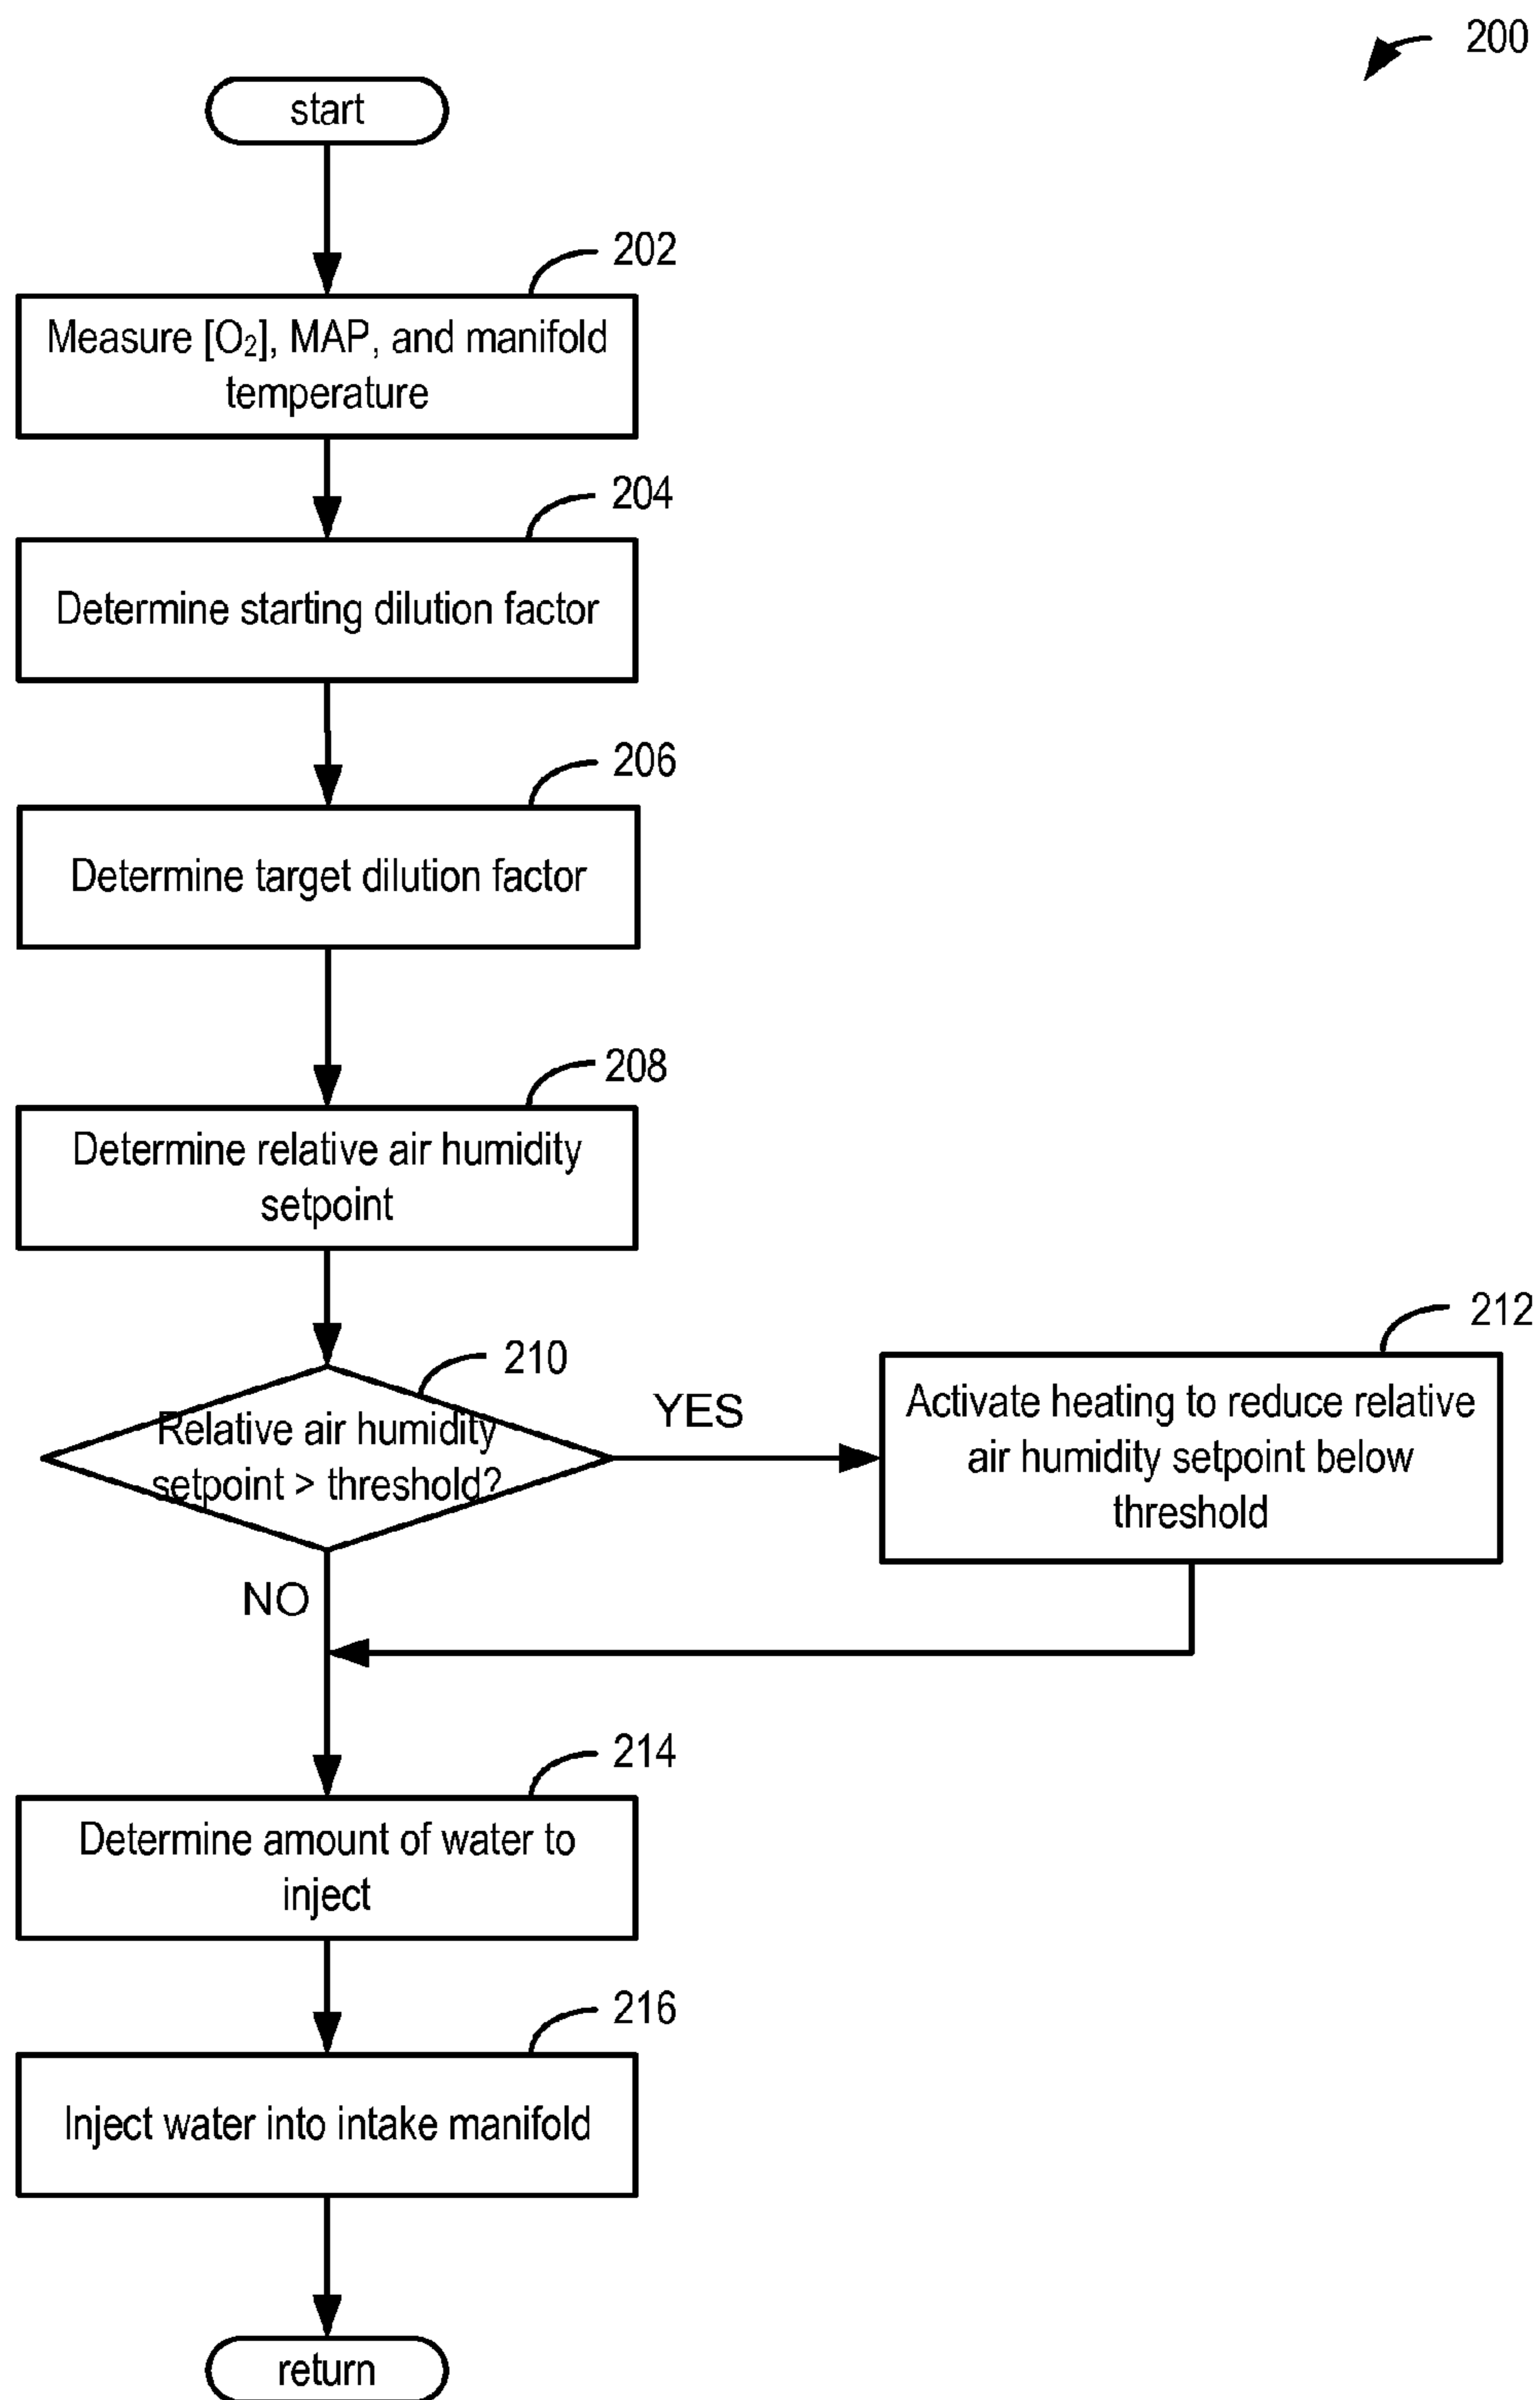 200
start
202
Measure [O₂], MAP, and manifold
temperature
204
Determine starting dilution factor
206
Determine target dilution factor
208
Determine relative air humidity
setpoint
210
Relative air humidity
setpoint > threshold?
YES
212
Activate heating to reduce relative
air humidity setpoint below
threshold
NO
214
Determine amount of water to
inject
216
Inject water into intake manifold
return